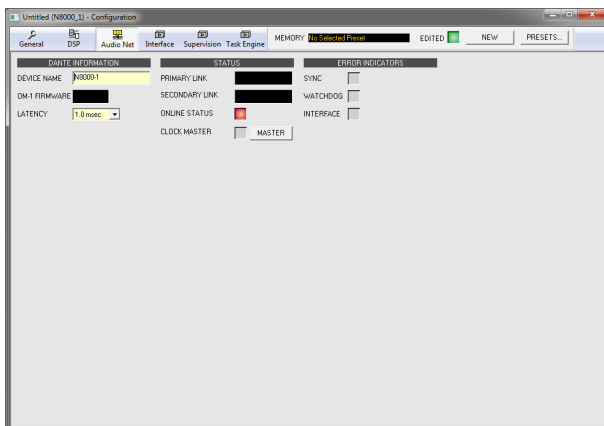 Untitled (N8000_1) - Configuration
General DSP Audio Net Interface Supervision Task Engine MEMORY No Selected Preset EDITED NEW PRESETS...
DANTE INFORMATION STATUS ERROR INDICATORS
DEVICE NAME N8000-1 PRIMARY LINK SYNC
DM-1 FIRMWARE SECONDARY LINK WATCHDOG
LATENCY 1.0 msec ONLINE STATUS INTERFACE
CLOCK MASTER MASTER